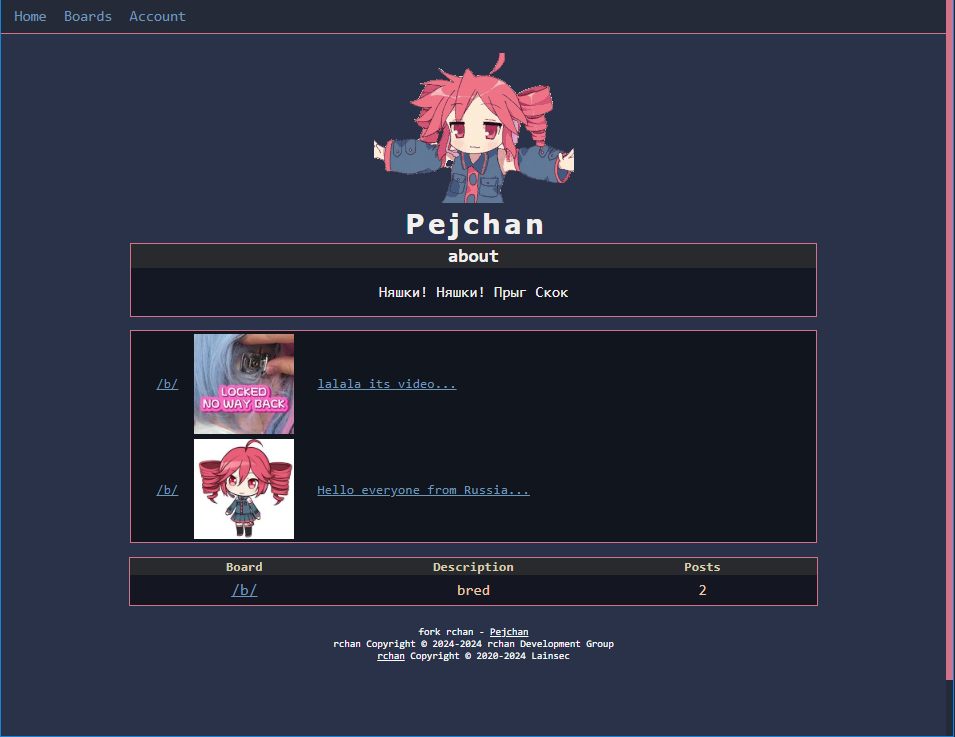 Home Boards Account
Pejchan
about
Няшки! Няшки! Прыг Скок
/b/ lalala its video...
LOCKED
NO WAY BACK
/b/ Hello everyone from Russia...
Board Description Posts
/b/ bred 2
fork rchan - Pejchan
rchan Copyright © 2024-2024 rchan Development Group
rchan Copyright © 2020-2024 Lainsec